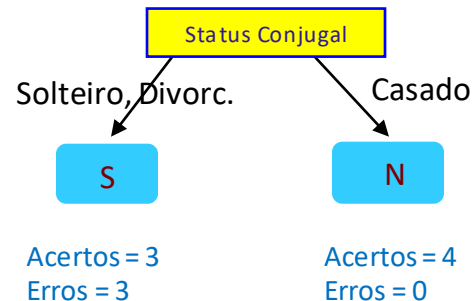 Status Conjugal
Solteiro, Divorc.
Casado
S
N
Acertos = 3
Erros = 3
Acertos = 4
Erros = 0